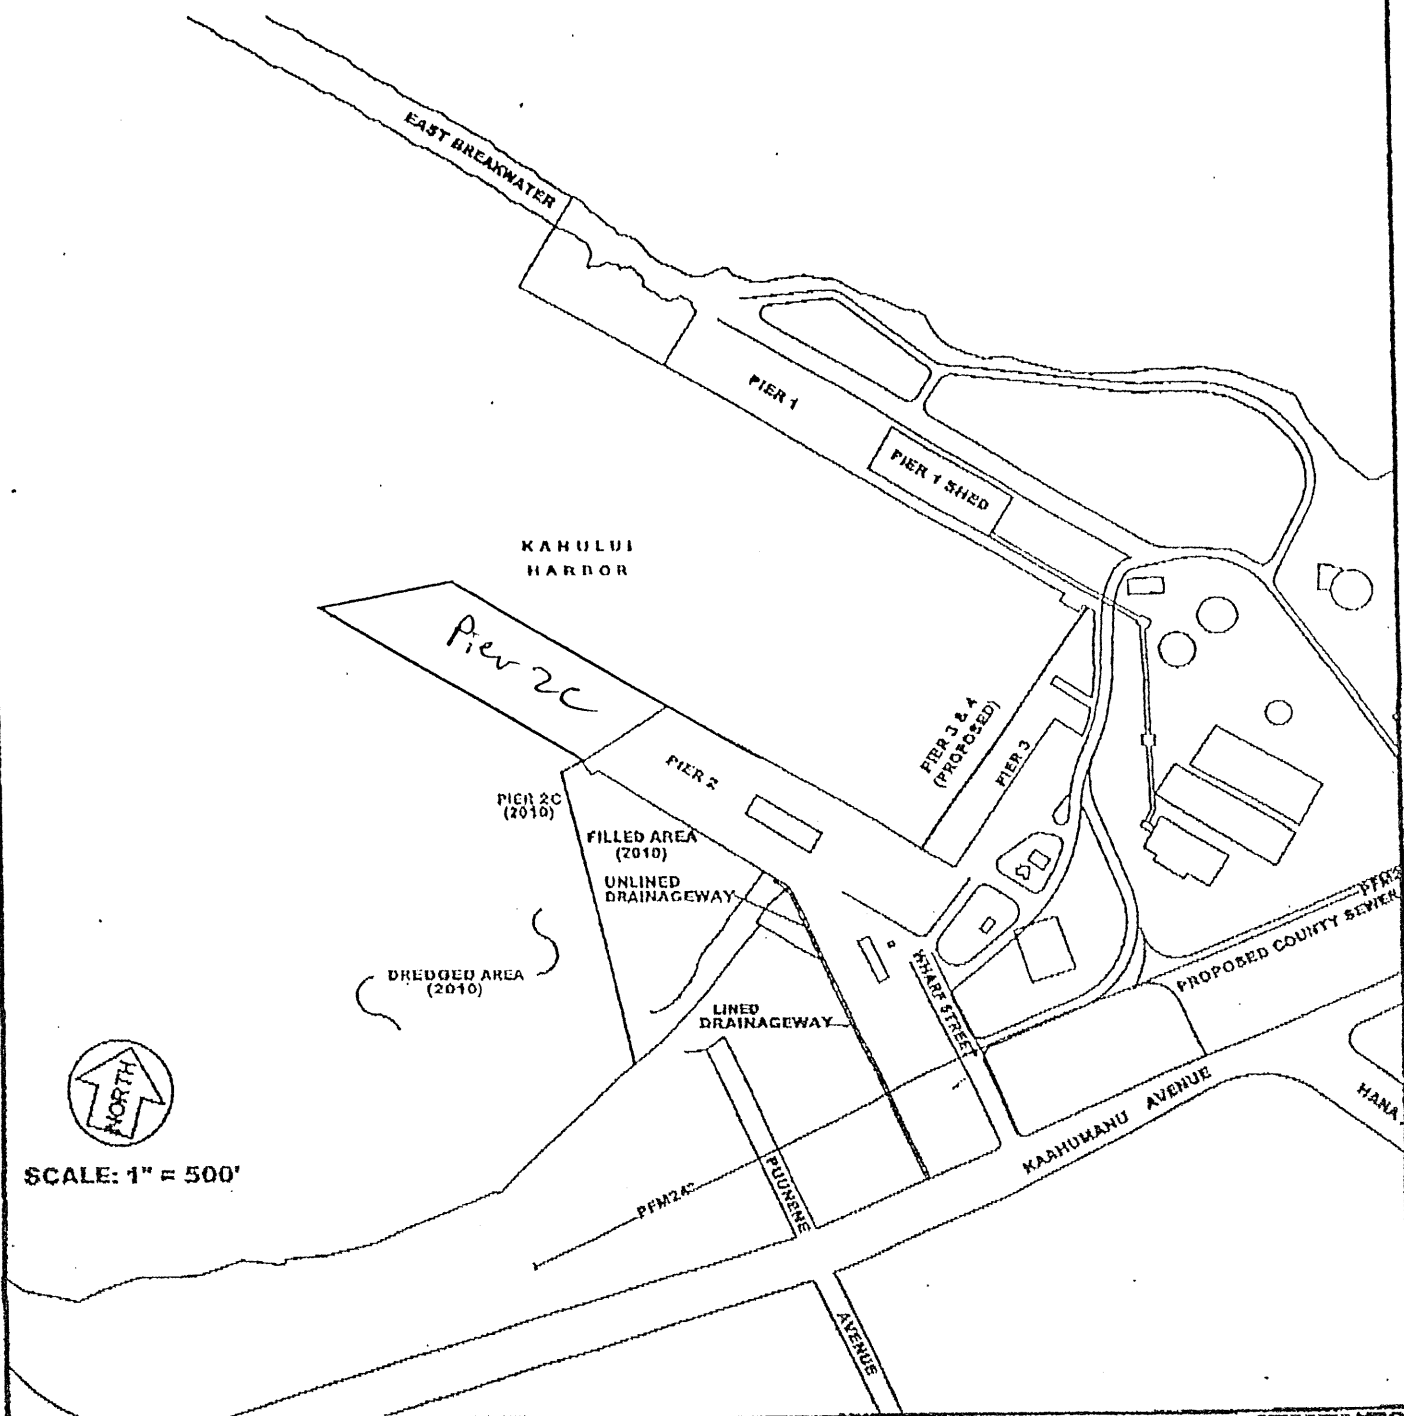 EAST BREAKWATER
PIER 1
PIER 1 SHED
KAHULUI
HARBOR
Pier 2C
PIER 2
PIER 3 & 4
(PROPOSED)
PIER 3
PIER 2C
(2010)
FILLED AREA
(2010)
UNLINED
DRAINAGEWAY
DREDGED AREA
(2010)
LINED
DRAINAGEWAY
WHARF STREET
PROPOSED COUNTY SEWER
KAAHUMANU AVENUE
HANA
NORTH
SCALE: 1" = 500'
PFM24"
PUUNENE
AVENUE